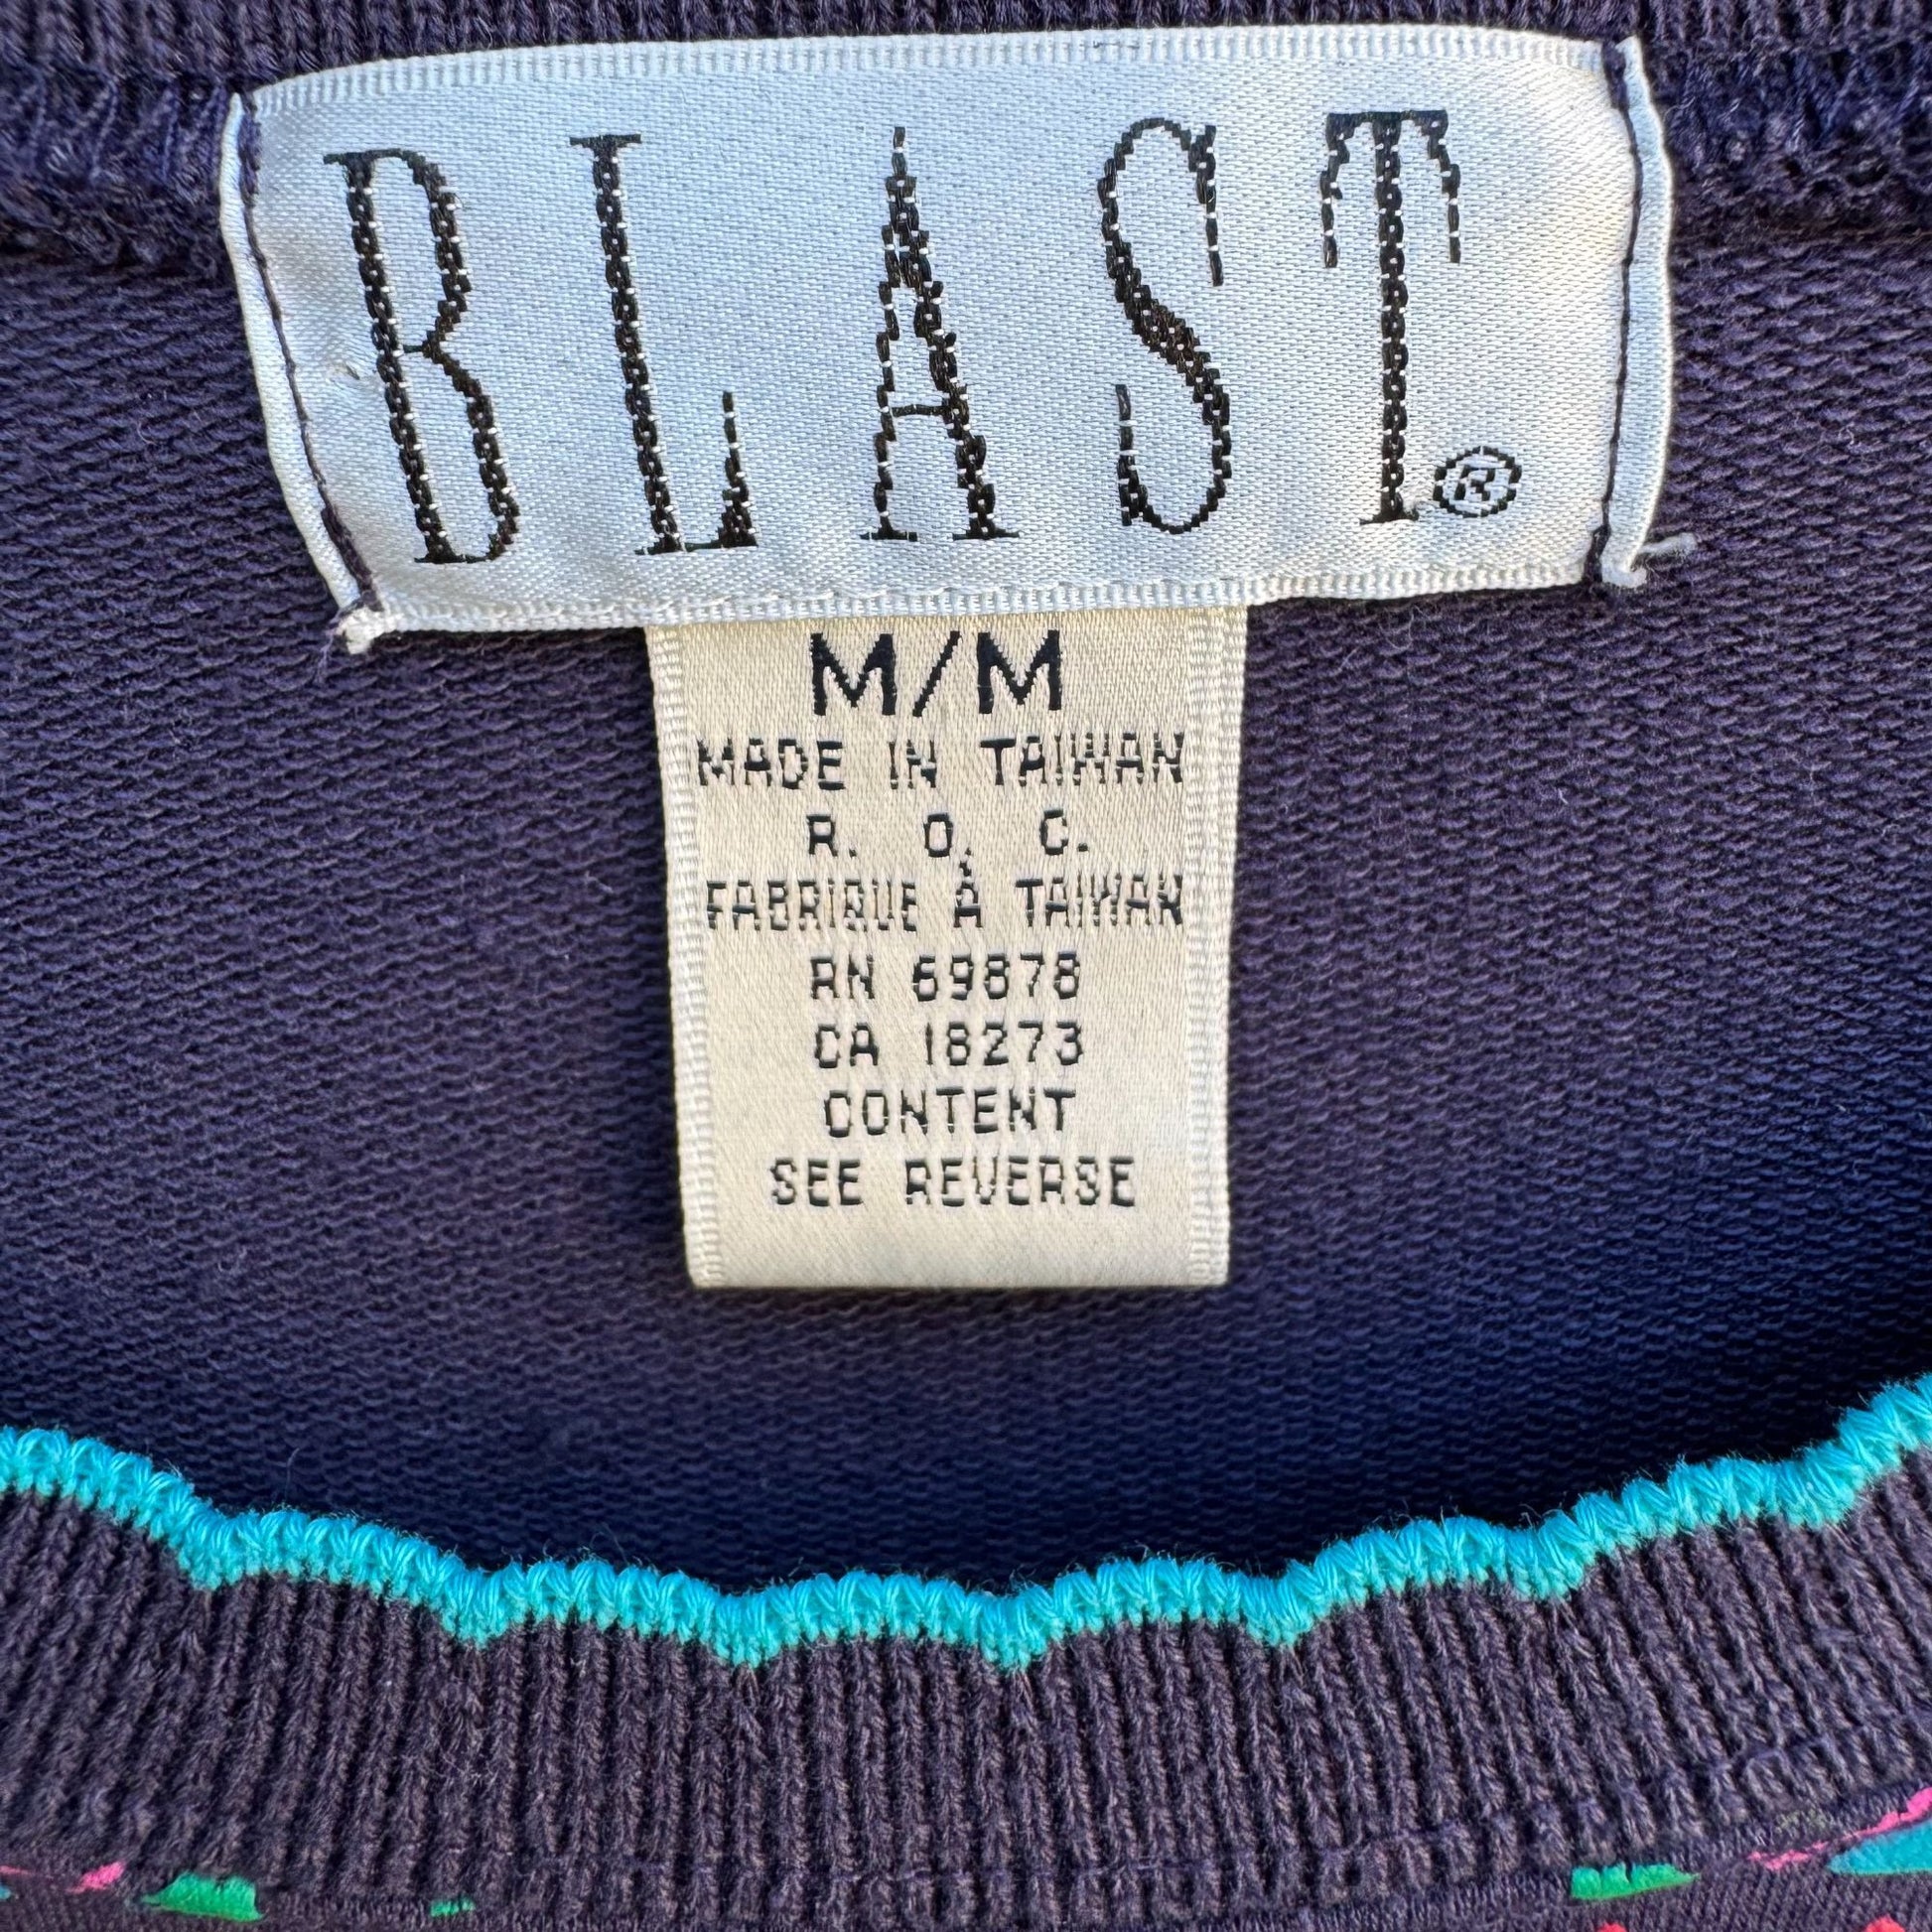 BLAST®
M/M
MADE IN TAIWAN
R. O. C.
FABRIQUE À TAIWAN
RN 69878
CA 18273
CONTENT
SEE REVERSE